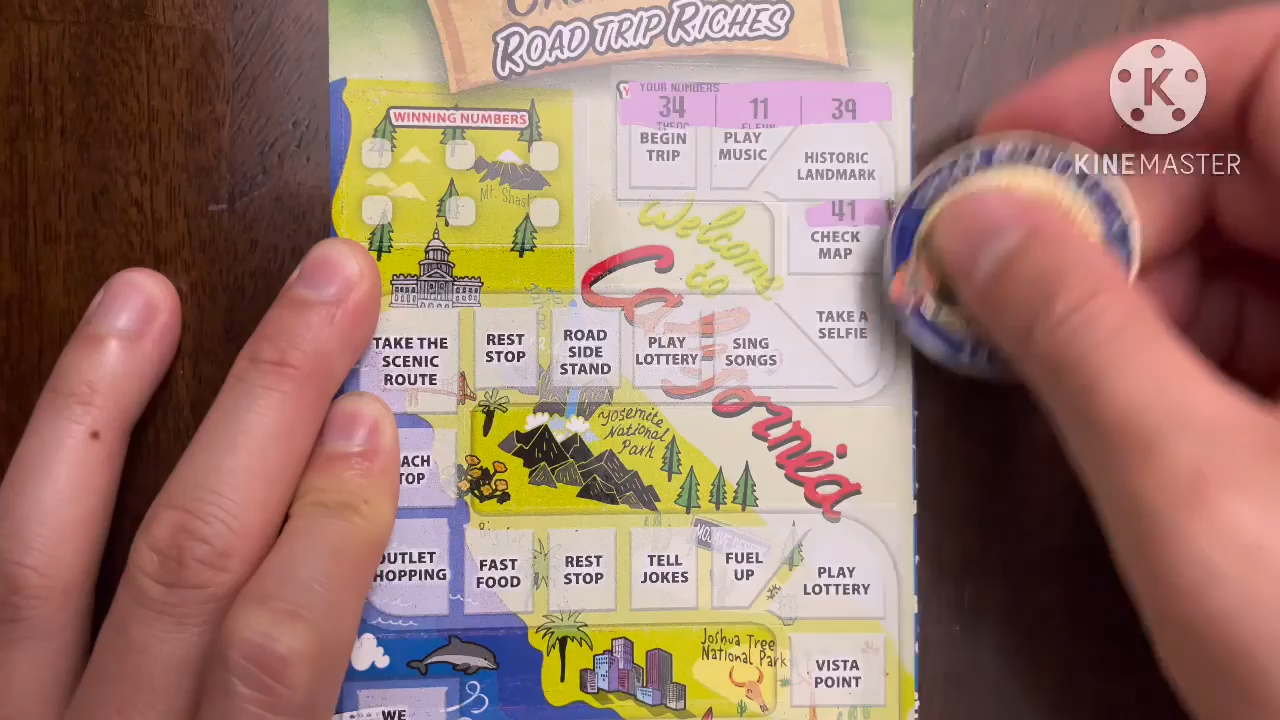 ROAD TRIP RICHES
WINNING NUMBERS
YOUR NUMBERS
34 11 39
BEGIN
TRIP
PLAY
MUSIC
HISTORIC
LANDMARK
K
KINEMASTER
Mt. Shast
Welcome
to
California
41
CHECK
MAP
TAKE A
SELFIE
TAKE THE
SCENIC
ROUTE
REST
STOP
ROAD
SIDE
STAND
PLAY
LOTTERY
SING
SONGS
Yosemite
National
Park
ACH
TOP
OUTLET
HOPPING
FAST
FOOD
REST
STOP
TELL
JOKES
FUEL
UP
PLAY
LOTTERY
Joshua Tree
National Park
VISTA
POINT
WE